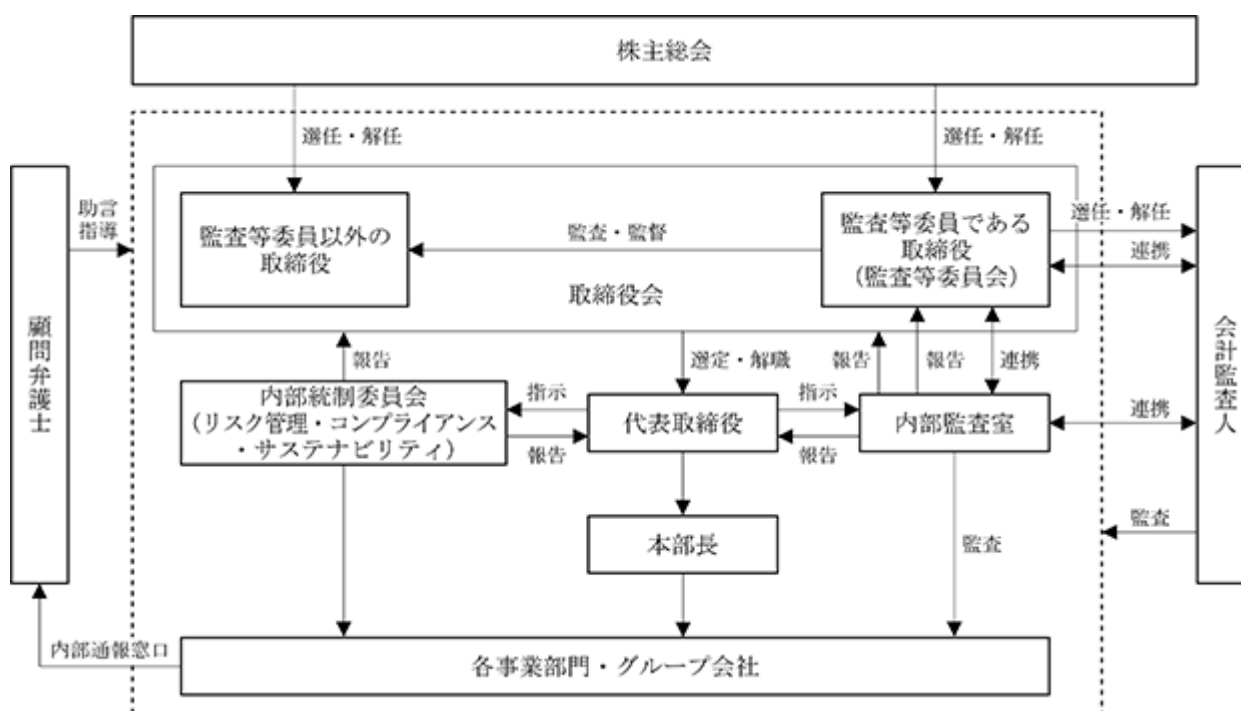 株主総会
選任・解任
選任・解任
助言
指導
監査等委員以外の
取締役
監査・監督
監査等委員である
取締役
（監査等委員会）
選任・解任
連携
取締役会
顧問弁護士
会計監査人
報告
選定・解職
報告
報告
連携
内部統制委員会
（リスク管理・コンプライアンス
・サステナビリティ）
指示
報告
代表取締役
指示
報告
内部監査室
連携
本部長
監査
監査
内部通報窓口
各事業部門・グループ会社